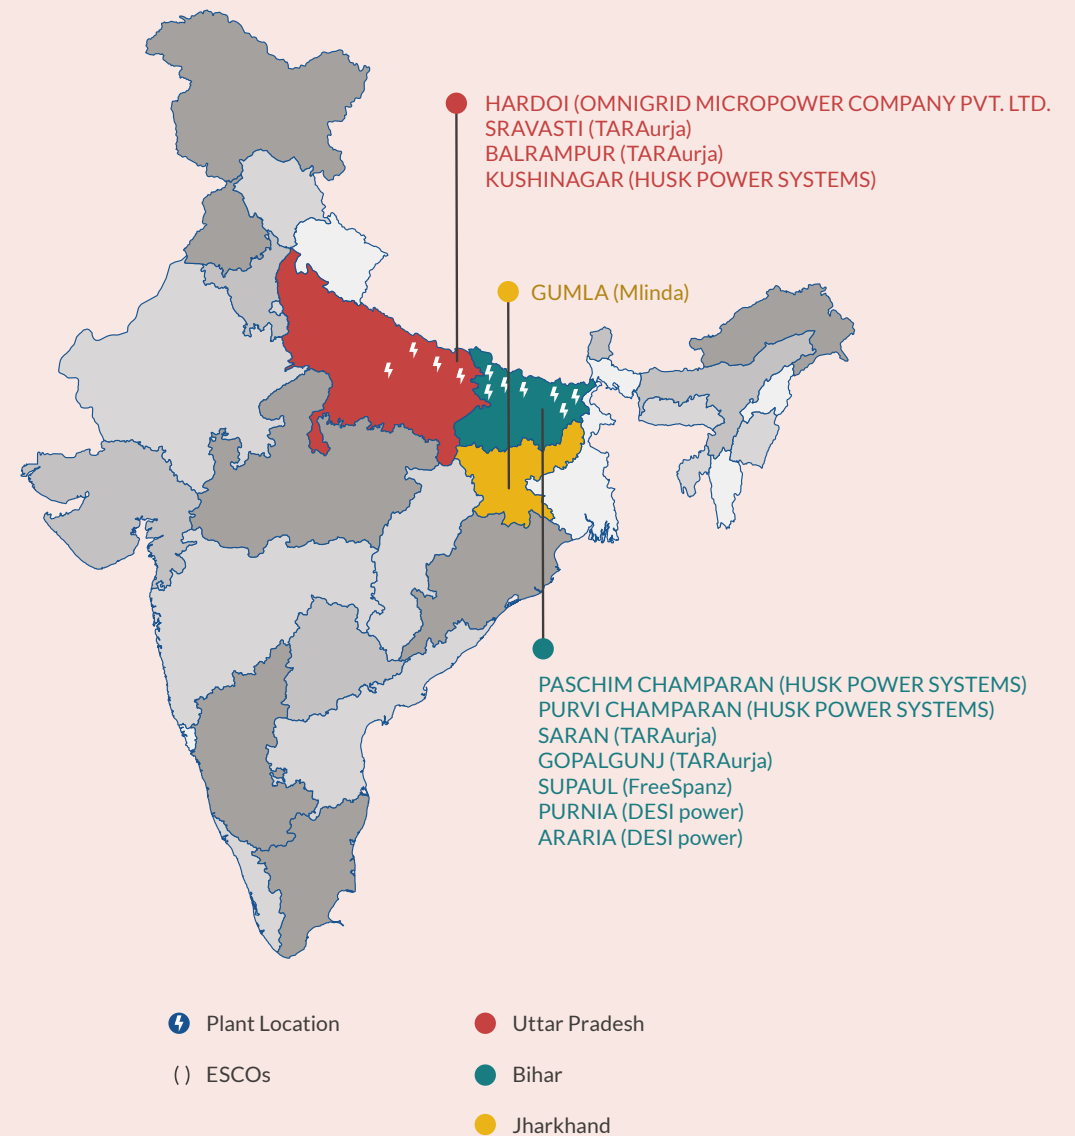 HARDOI (OMNIGRID MICROPOWER COMPANY PVT. LTD.
SRAVASTI (TARAurja)
BALRAMPUR (TARAurja)
KUSHINAGAR (HUSK POWER SYSTEMS)
GUMLA (Mlinda)
PASCHIM CHAMPARAN (HUSK POWER SYSTEMS)
PURVI CHAMPARAN (HUSK POWER SYSTEMS)
SARAN (TARAurja)
GOPALGUNJ (TARAurja)
SUPAUL (FreeSpanz)
PURNIA (DESI power)
ARARIA (DESI power)
Plant Location
( ) ESCOs
Uttar Pradesh
Bihar
Jharkhand